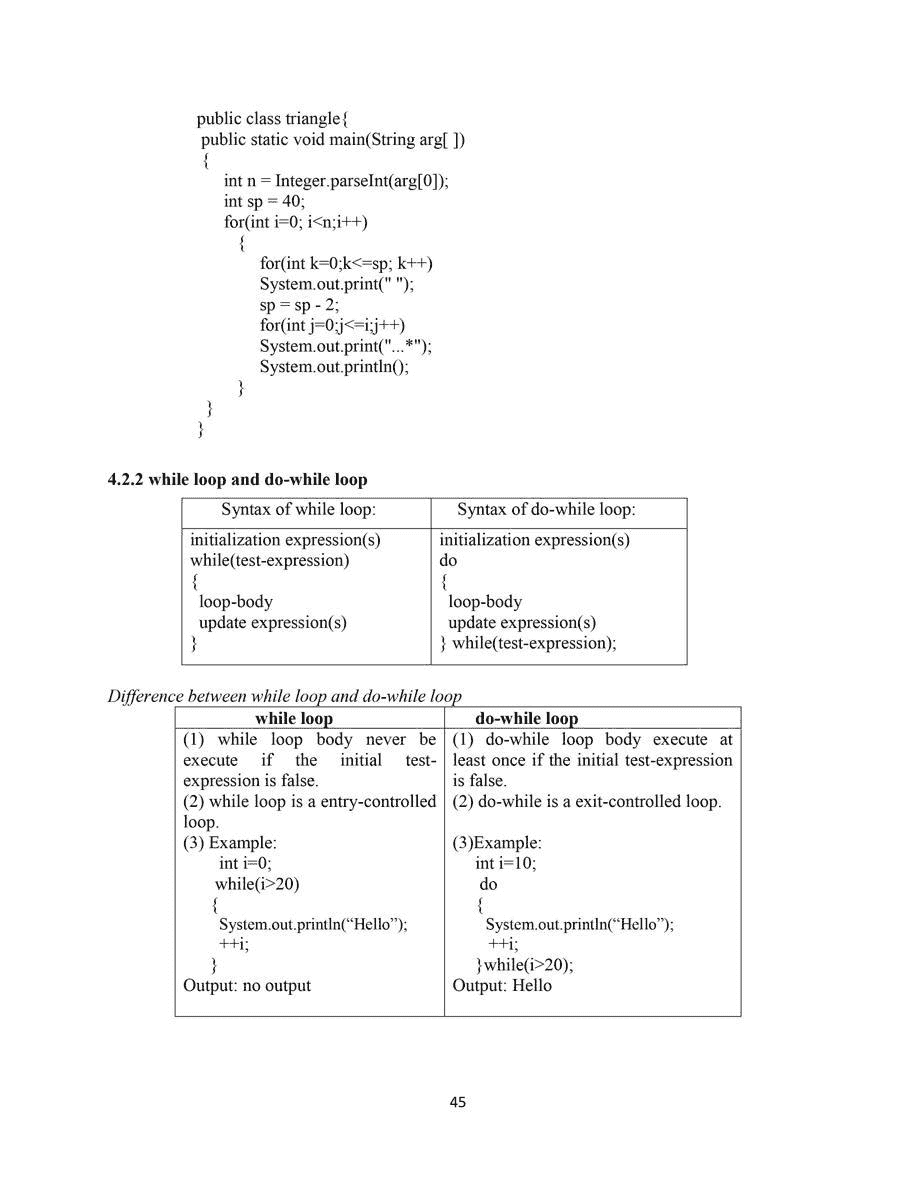 public class triangle{
public static void main(String arg[ ])
{
int n = Integer.parseInt(arg[0]);
int sp = 40;
for(int i=0; i<n;i++)
{
for(int k=0;k<=sp; k++)
System.out.print(" ");
sp = sp - 2;
for(int j=0;j<=i;j++)
System.out.print("...*");
System.out.println();
}
}
}
4.2.2 while loop and do-while loop
Syntax of while loop:
initialization expression(s)
while(test-expression)
{
loop-body
update expression(s)
}
Syntax of do-while loop:
initialization expression(s)
do
{
loop-body
update expression(s)
} while(test-expression);
Difference between while loop and do-while loop
while loop
(1) while loop body never be
execute if the initial test-
expression is false.
(2) while loop is a entry-controlled
loop.
(3) Example:
int i=0;
while(i>20)
{
System.out.println(“Hello”);
++i;
}
Output: no output
do-while loop
(1) do-while loop body execute at
least once if the initial test-expression
is false.
(2) do-while is a exit-controlled loop.
(3)Example:
int i=10;
do
{
System.out.println(“Hello”);
++i;
}while(i>20);
Output: Hello
45